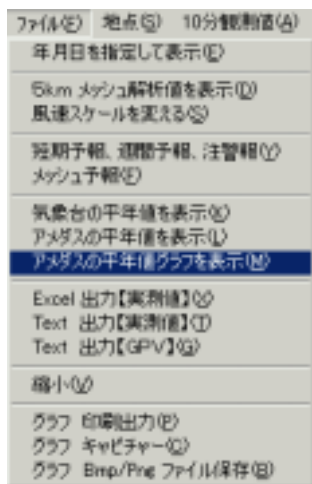 ファイル(F) 地点(S) 10分観測値(A)
年月日を指定して表示(E)
5km メッシュ解析値を表示(D)
風速スケールを変える(S)
短期予報、週間予報、注警報(Y)
メッシュ予報(F)
気象台の平年値を表示(K)
アメダスの平年値を表示(L)
アメダスの平年値グラフを表示(M)
Excel 出力【実測値】(X)
Text 出力【実測値】(T)
Text 出力【GPV】(G)
縮小(V)
グラフ 印刷出力(P)
グラフ キャピチャー(C)
グラフ Bmp/Png ファイル保存(B)